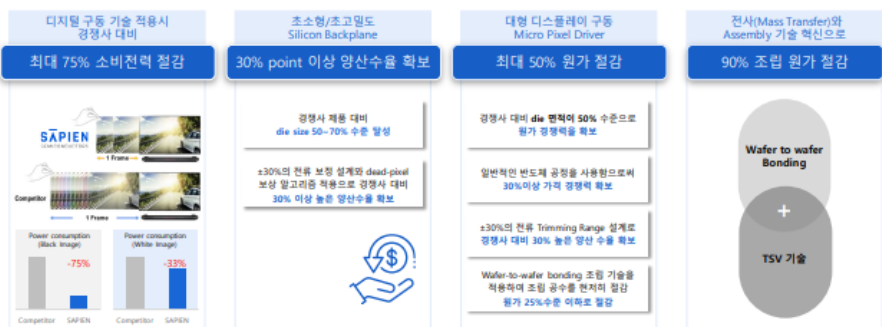 디지털 구동 기술 적용시
경쟁사 대비
최대 75% 소비전력 절감
SAPIEN
SEMICONDUCTORS
1 Frame
Competitor
1 Frame
Power consumption
(Black Image)
-75%
Competitor SAPIEN
Power consumption
(White Image)
-33%
Competitor SAPIEN
초소형/초고밀도
Silicon Backplane
30% point 이상 양산수율 확보
경쟁사 제품 대비
die size 50~70% 수준 달성
±30%의 전류 보정 설계와 dead-pixel
보상 알고리즘 적용으로 경쟁사 대비
30% 이상 높은 양산수율 확보
$
대형 디스플레이 구동
Micro Pixel Driver
최대 50% 원가 절감
경쟁사 대비 die 면적이 50% 수준으로
원가 경쟁력을 확보
일반적인 반도체 공정을 사용함으로써
30%이상 가격 경쟁력 확보
±30%의 전류 Trimming Range 설계로
경쟁사 대비 30% 높은 양산 수율 확보
Wafer-to-wafer bonding 조립 기술을
적용하여 조립 공수를 현저히 절감
원가 25%수준 이하로 절감
전사(Mass Transfer)와
Assembly 기술 혁신으로
90% 조립 원가 절감
Wafer to wafer
Bonding
+
TSV 기술